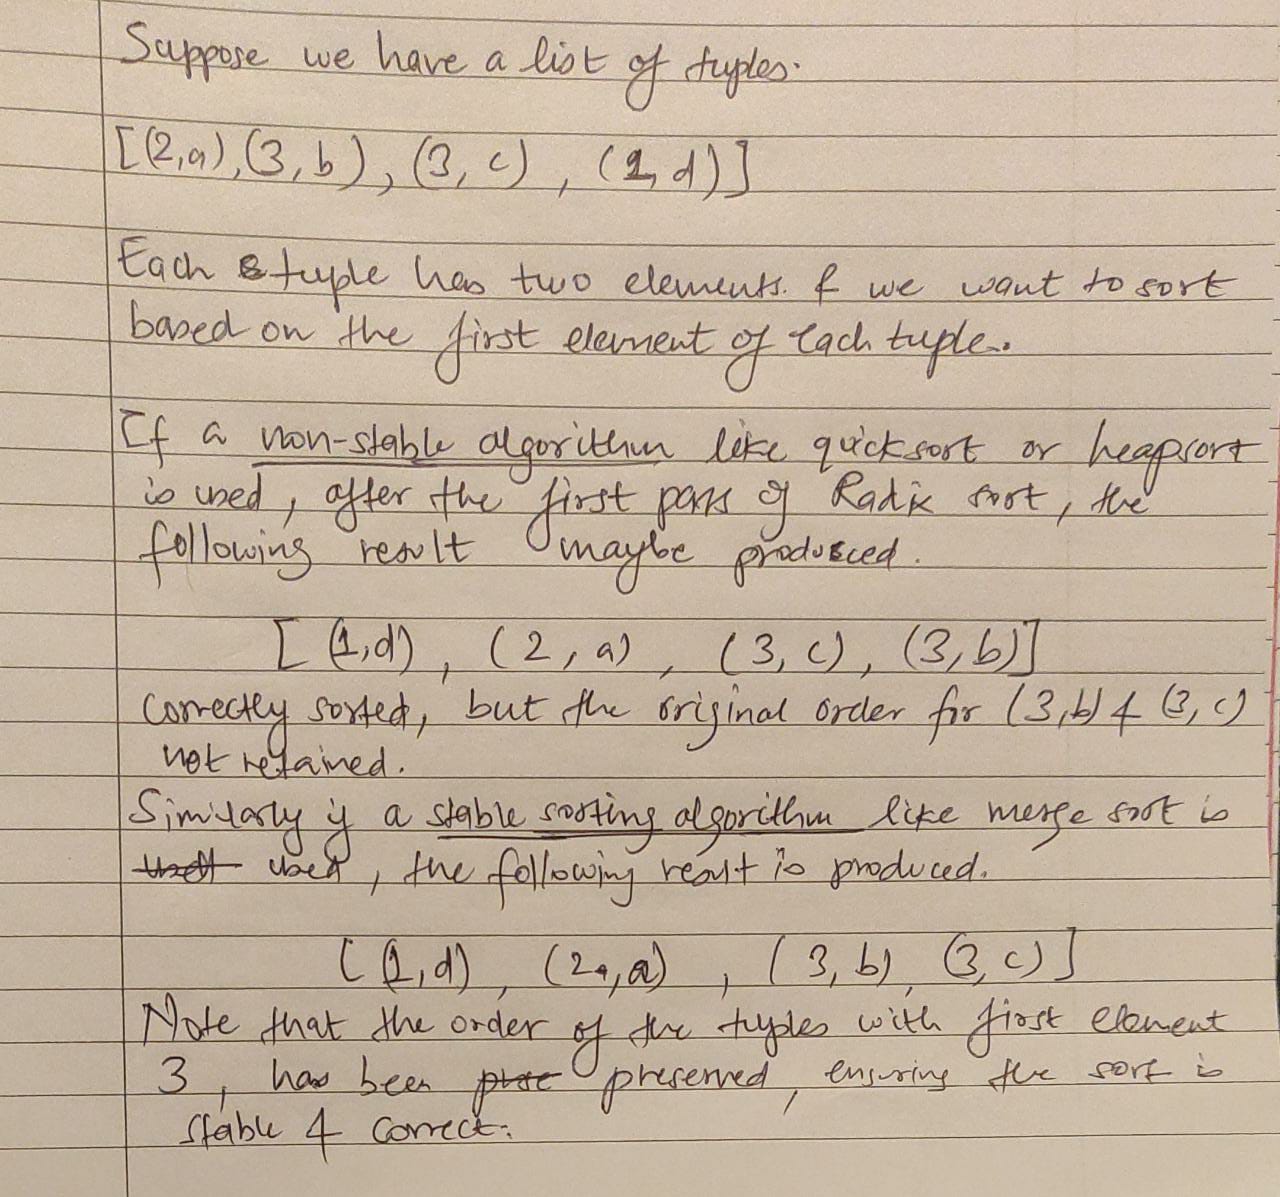 Suppose we have a list of tuples.
[(2,a),(3,b), (3,c), (1,d)]
Each tuple has two elements. & we want to sort
based on the first element of each tuple.
If a non-stable algorithm like quicksort or heapsort
is used, after the first pass of Radix sort, the
following result maybe produced.
[(1,d), (2,a), (3,c), (3,b)]
Correctly sorted, but the original order for (3,b) & (3,c)
not retained.
Similarly if a stable sorting algorithm like merge sort is
used, the following result is produced.
[(1,d), (2,a), (3,b), (3,c)]
Note that the order of the tuples with first element
3, has been preserved, ensuring the sort is
stable & correct.